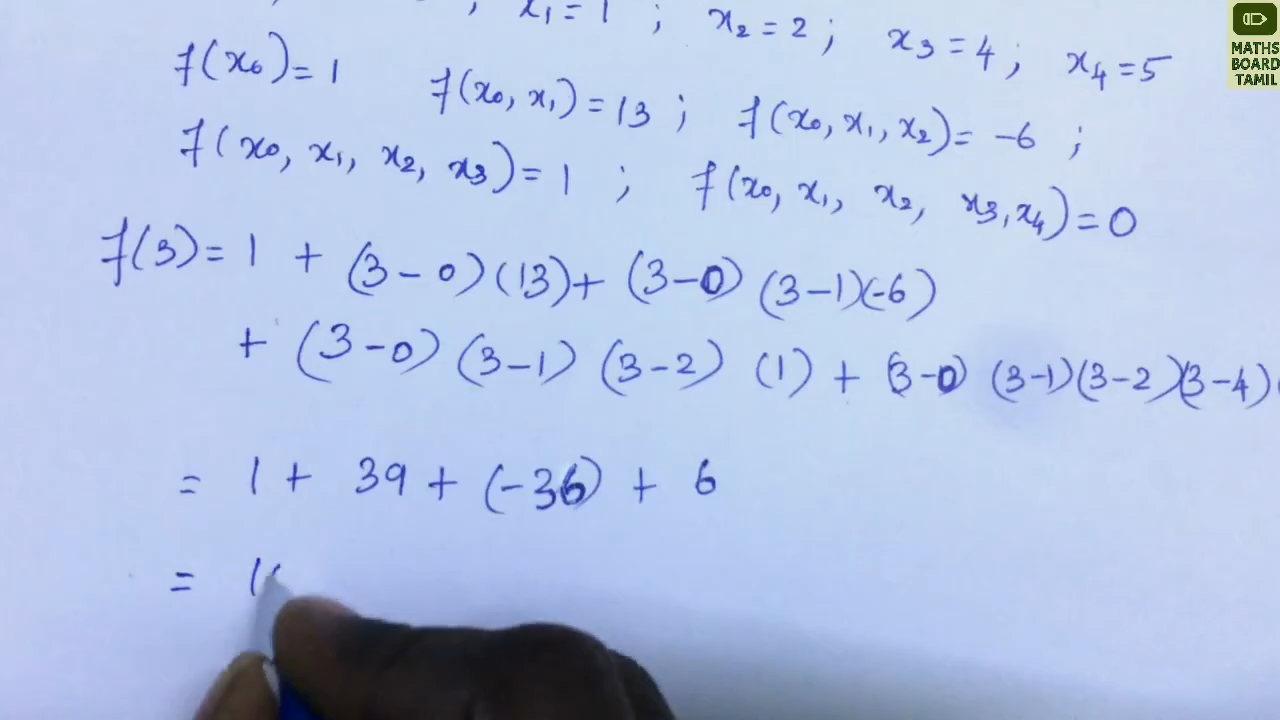 ; x₁ = 1 ; x₂ = 2 ; x₃ = 4 ; x₄ = 5
MATHS
BOARD
TAMIL
f(x₀) = 1 f(x₀, x₁) = 13 ; f(x₀, x₁, x₂) = -6 ;
f(x₀, x₁, x₂, x₃) = 1 ; f(x₀, x₁, x₂, x₃, x₄) = 0
f(3) = 1 + (3-0)(13) + (3-0) (3-1)(-6)
+ (3-0) (3-1) (3-2) (1) + (3-0) (3-1)(3-2)(3-4)(
= 1 + 39 + (-36) + 6
= 1